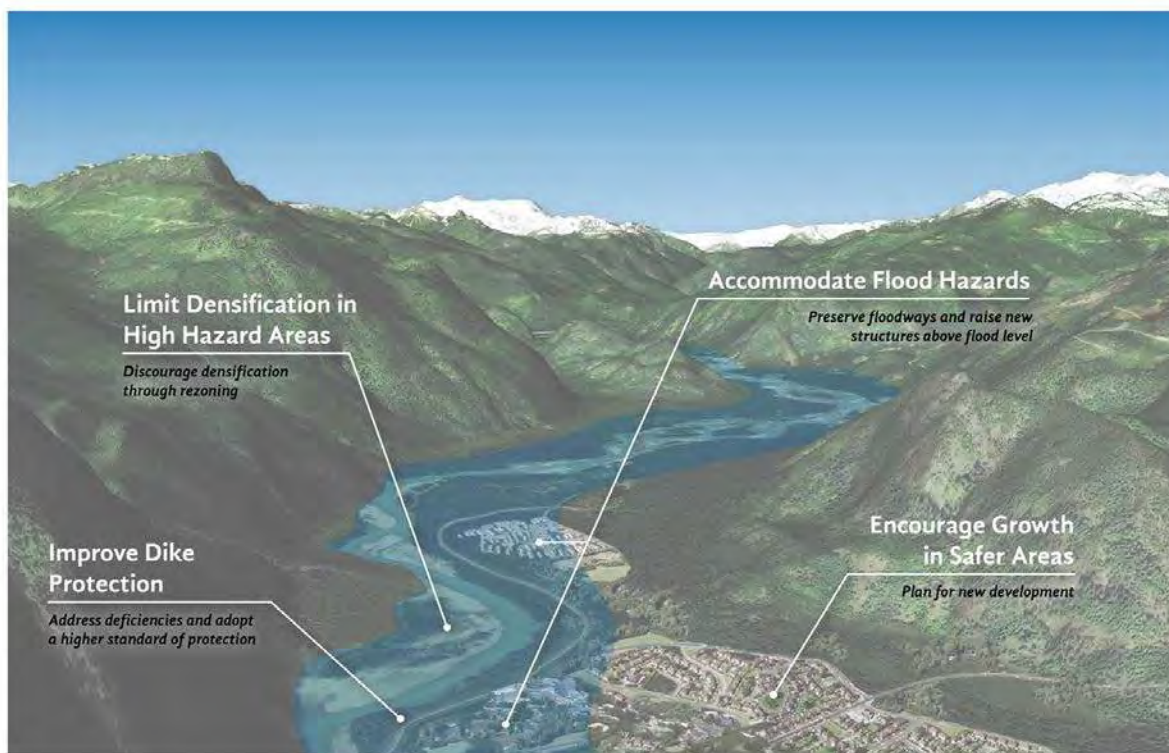 Limit Densification in
High Hazard Areas
Discourage densification
through rezoning
Accommodate Flood Hazards
Preserve floodways and raise new
structures above flood level
Improve Dike
Protection
Address deficiencies and adopt
a higher standard of protection
Encourage Growth
in Safer Areas
Plan for new development